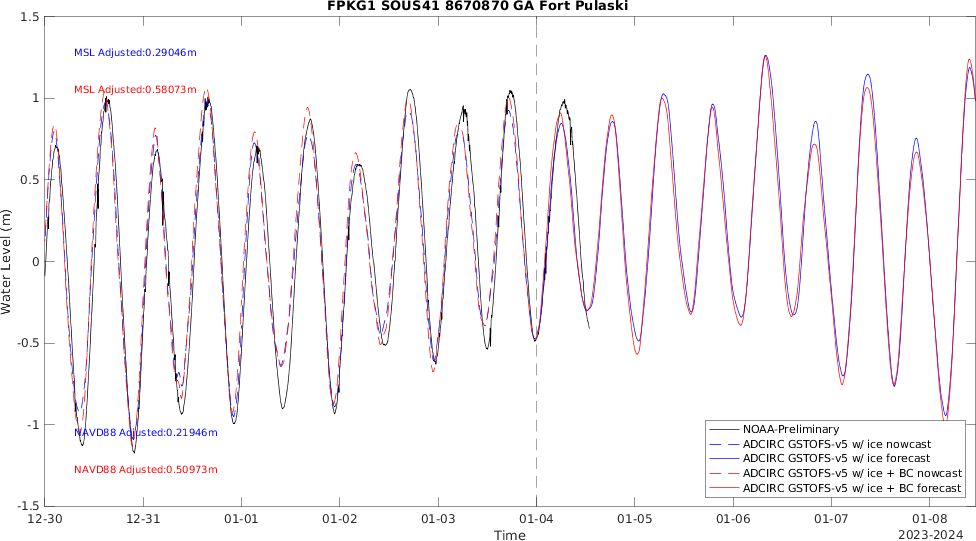 FPKG1 SOUS41 8670870 GA Fort Pulaski
Water Level (m)
1.5
1
0.5
0
-0.5
-1
-1.5
MSL Adjusted:0.29046m
MSL Adjusted:0.58073m
NAVD88 Adjusted:0.21946m
NAVD88 Adjusted:0.50973m
NOAA-Preliminary
ADCIRC GSTOFS-v5 w/ ice nowcast
ADCIRC GSTOFS-v5 w/ ice forecast
ADCIRC GSTOFS-v5 w/ ice + BC nowcast
ADCIRC GSTOFS-v5 w/ ice + BC forecast
12-30 12-31 01-01 01-02 01-03 01-04 01-05 01-06 01-07 01-08
Time
2023-2024